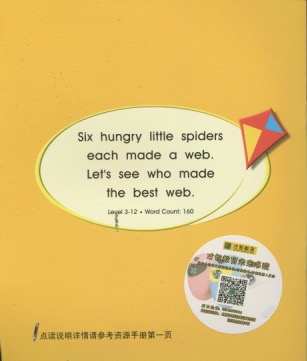 Six hungry little spiders
each made a web.
Let's see who made
the best web.
Level 3-12 • Word Count: 160
点读说明详情请参考资源手册第一页